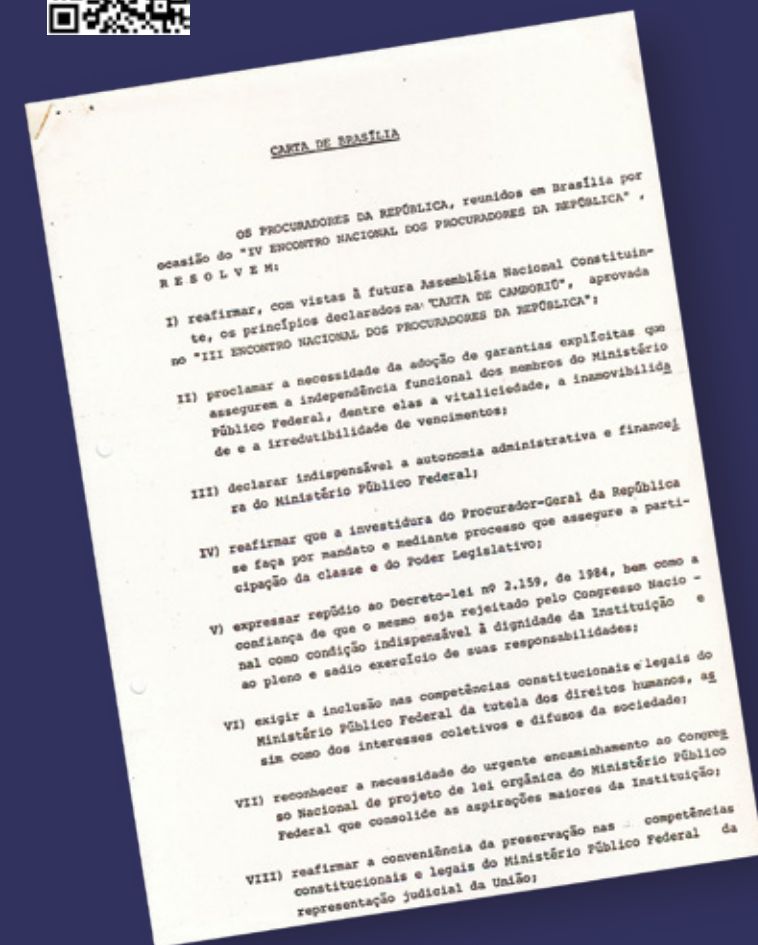 CARTA DE BRASÍLIA
OS PROCURADORES DA REPÚBLICA, reunidos em Brasília por
ocasião do "IV ENCONTRO NACIONAL DOS PROCURADORES DA REPÚBLICA" ,
R E S O L V E M:
I) reafirmar, com vistas à futura Assembléia Nacional Constituin-
te, os princípios declarados na "CARTA DE CAMBORIÚ", aprovada
no "III ENCONTRO NACIONAL DOS PROCURADORES DA REPÚBLICA";
II) proclamar a necessidade da adoção de garantias explícitas que
assegurem a independência funcional dos membros do Ministério
Público Federal, dentre elas a vitaliciedade, a inamovibilida
de e a irredutibilidade de vencimentos;
III) declarar indispensável a autonomia administrativa e financei
ra do Ministério Público Federal;
IV) reafirmar que a investidura do Procurador-Geral da República
se faça por mandato e mediante processo que assegure a parti-
cipação da classe e do Poder Legislativo;
V) expressar repúdio ao Decreto-lei nº 2.159, de 1984, bem como a
confiança de que o mesmo seja rejeitado pelo Congresso Nacio -
nal como condição indispensável à dignidade da Instituição e
ao pleno e sadio exercício de suas responsabilidades;
VI) exigir a inclusão nas competências constitucionais e legais do
Ministério Público Federal da tutela dos direitos humanos, as
sim como dos interesses coletivos e difusos da sociedade;
VII) reconhecer a necessidade do urgente encaminhamento ao Congres
so Nacional de projeto de lei orgânica do Ministério Público
Federal que consolide as aspirações maiores da Instituição;
VIII) reafirmar a conveniência da preservação nas competências
constitucionais e legais do Ministério Público Federal da
representação judicial da União;